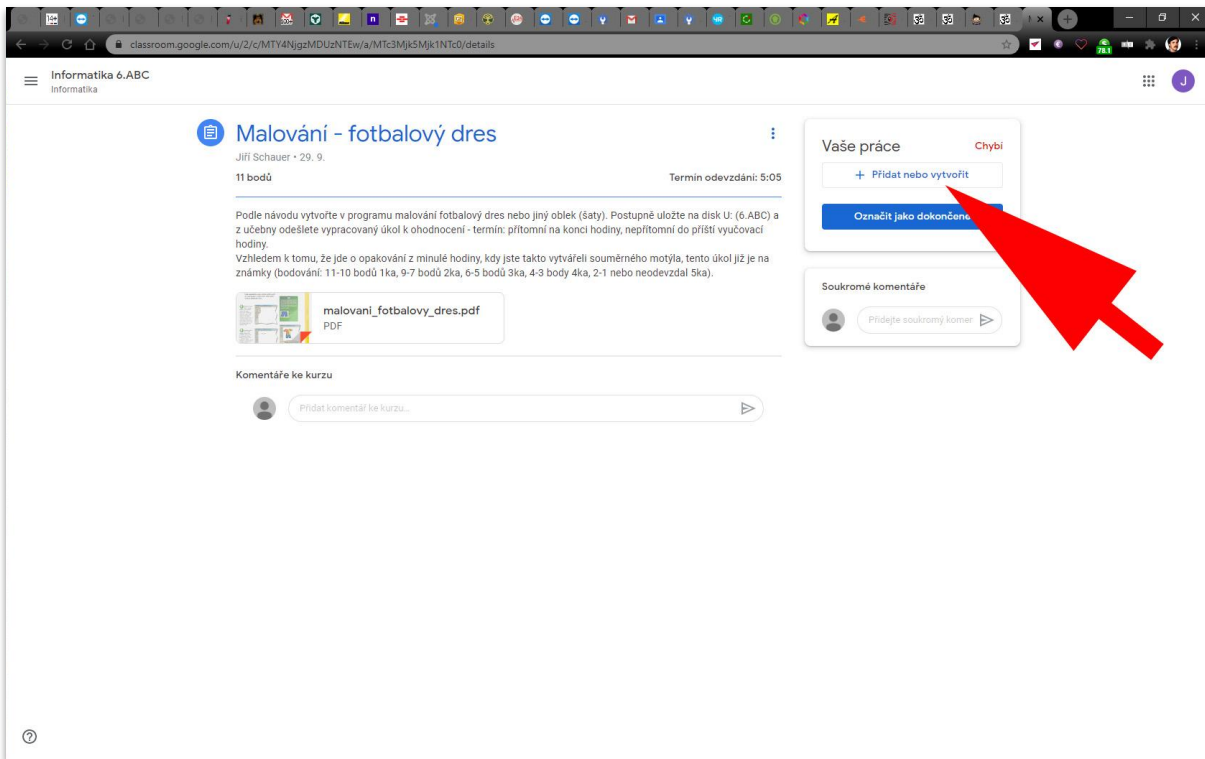 classroom.google.com/u/2/c/MTY4NjgzMDUzNTEw/a/MTc3Mjk5Mjk1NTc0/details
78.1
Informatika 6.ABC
Informatika
J
Malování - fotbalový dres
Jiří Schauer • 29. 9.
11 bodů
Termín odevzdání: 5:05
Podle návodu vytvořte v programu malování fotbalový dres nebo jiný oblek (šaty). Postupně uložte na disk U: (6.ABC) a
z učebny odešlete vypracovaný úkol k ohodnocení - termín: přítomní na konci hodiny, nepřítomní do příští vyučovací
hodiny.
Vzhledem k tomu, že jde o opakování z minulé hodiny, kdy jste takto vytvářeli souměrného motýla, tento úkol již je na
známky (bodování: 11-10 bodů 1ka, 9-7 bodů 2ka, 6-5 bodů 3ka, 4-3 body 4ka, 2-1 nebo neodevzdal 5ka).
malovani_fotbalovy_dres.pdf
PDF
Komentáře ke kurzu
Přidat komentář ke kurzu...
Vaše práce
Chybí
+ Přidat nebo vytvořit
Označit jako dokončené
Soukromé komentáře
Přidejte soukromý komer